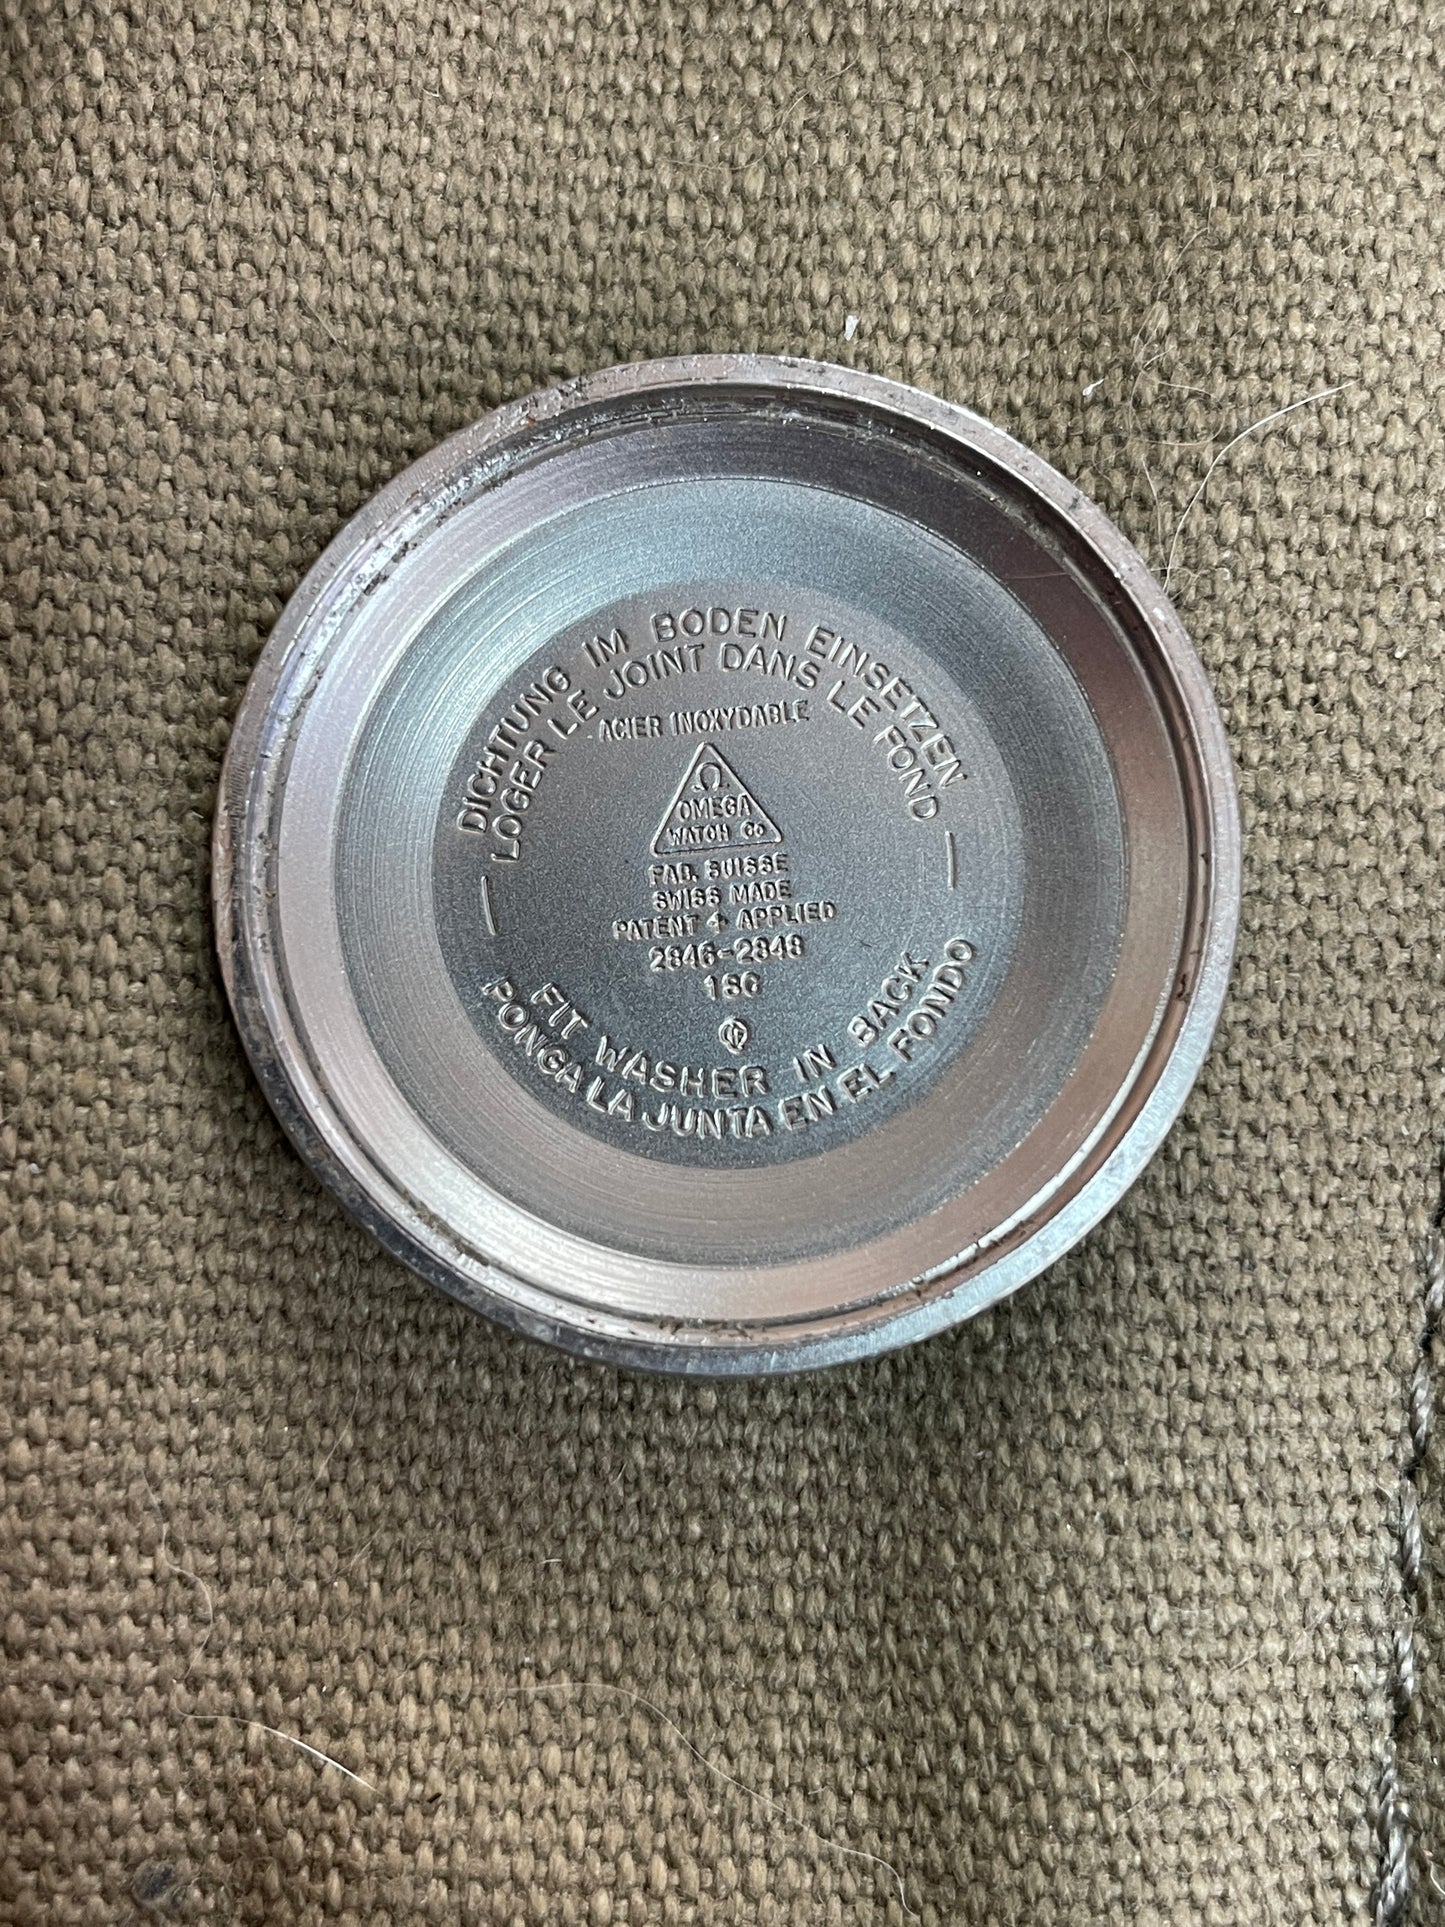 DICHTUNG IM BODEN EINSETZEN
LOGER LE JOINT DANS LE FOND
ACIER INOXYDABLE
Ω
OMEGA
WATCH Co
FAB. SUISSE
SWISS MADE
PATENT + APPLIED
2846-2848
1SC
FIT WASHER IN BACK
PONGA LA JUNTA EN EL FONDO